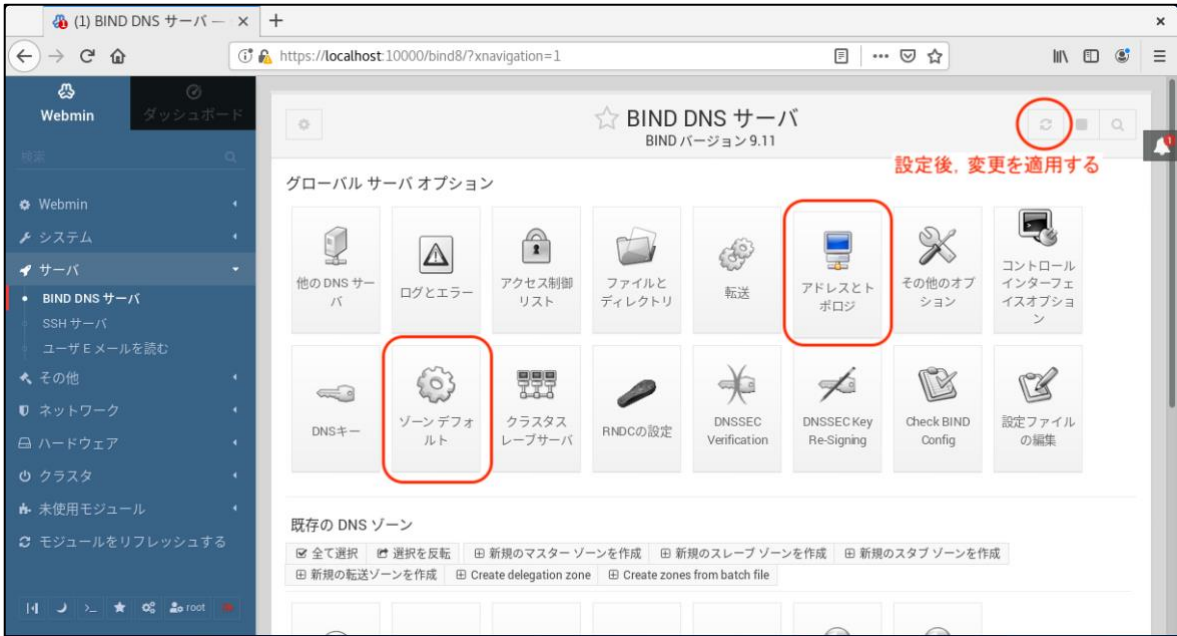 (1) BIND DNS サーバ —
https://localhost:10000/bind8/?xnavigation=1
Webmin
ダッシュボード
検索
Webmin
システム
サーバ
BIND DNS サーバ
SSH サーバ
ユーザ E メールを読む
その他
ネットワーク
ハードウェア
クラスタ
未使用モジュール
モジュールをリフレッシュする
root
BIND DNS サーバ
BIND バージョン 9.11
1
設定後, 変更を適用する
グローバル サーバ オプション
他の DNS サー
バ
ログとエラー
アクセス制御
リスト
ファイルと
ディレクトリ
転送
アドレスとト
ポロジ
その他のオプ
ション
コントロール
インターフェ
イスオプショ
ン
DNSキー
ゾーン デフォ
ルト
クラスタス
レーブサーバ
RNDCの設定
DNSSEC
Verification
DNSSEC Key
Re-Signing
Check BIND
Config
設定ファイル
の編集
既存の DNS ゾーン
全て選択 選択を反転 新規のマスター ゾーンを作成 新規のスレーブ ゾーンを作成 新規のスタブ ゾーンを作成
新規の転送ゾーンを作成 Create delegation zone Create zones from batch file